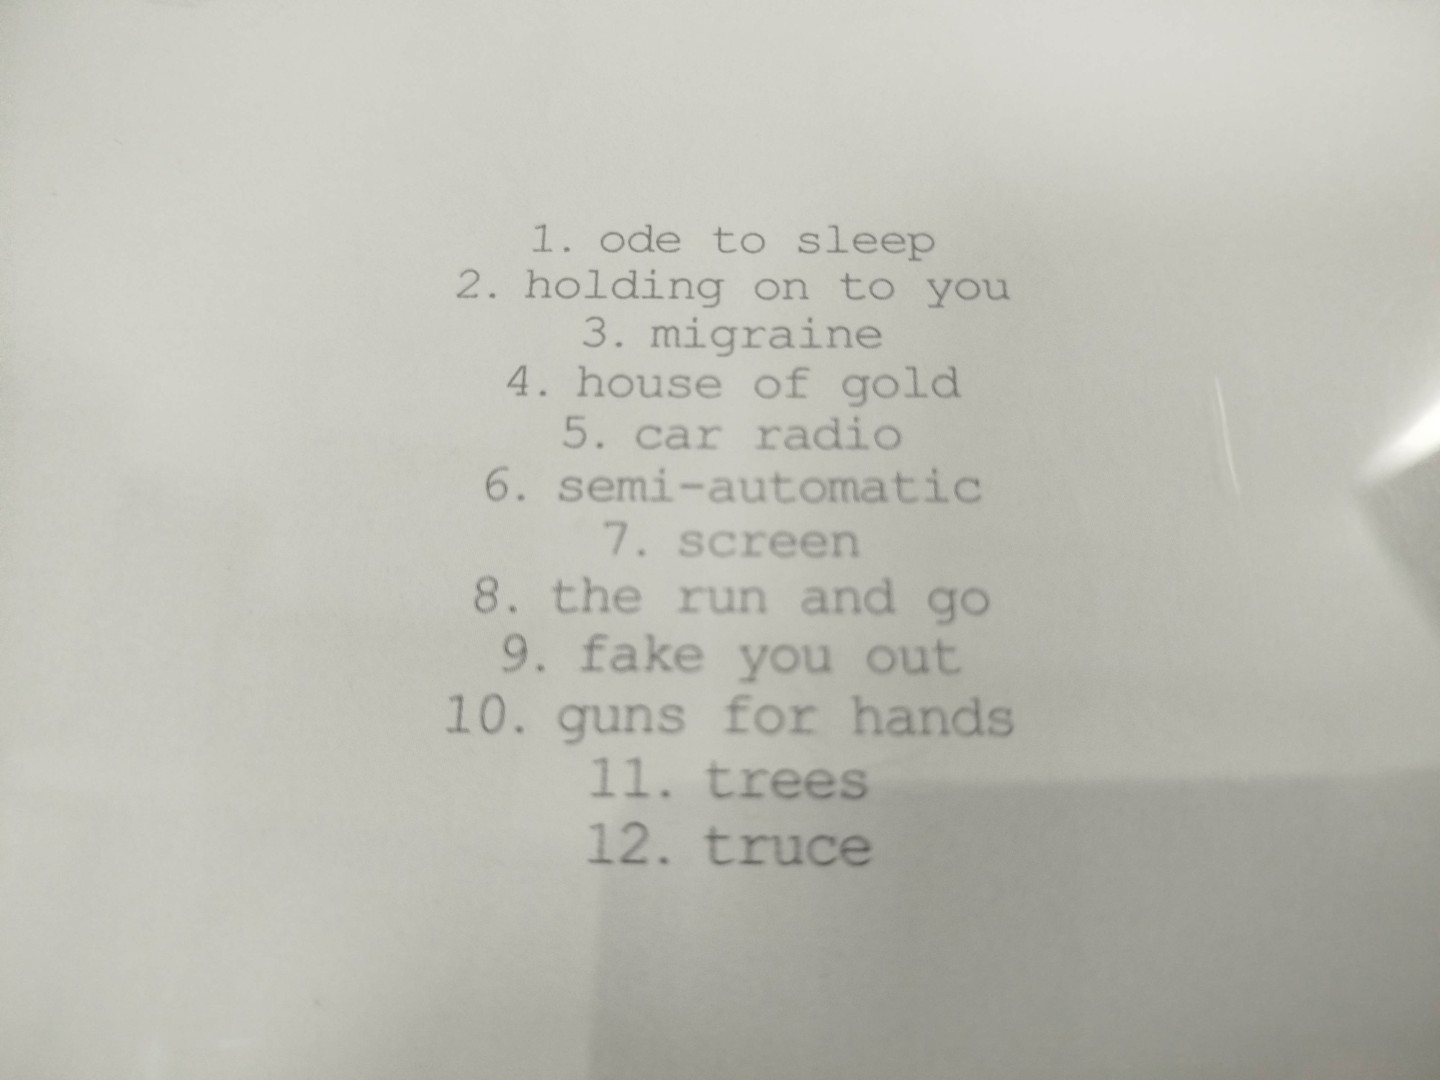 1. ode to sleep
2. holding on to you
3. migraine
4. house of gold
5. car radio
6. semi-automatic
7. screen
8. the run and go
9. fake you out
10. guns for hands
11. trees
12. truce